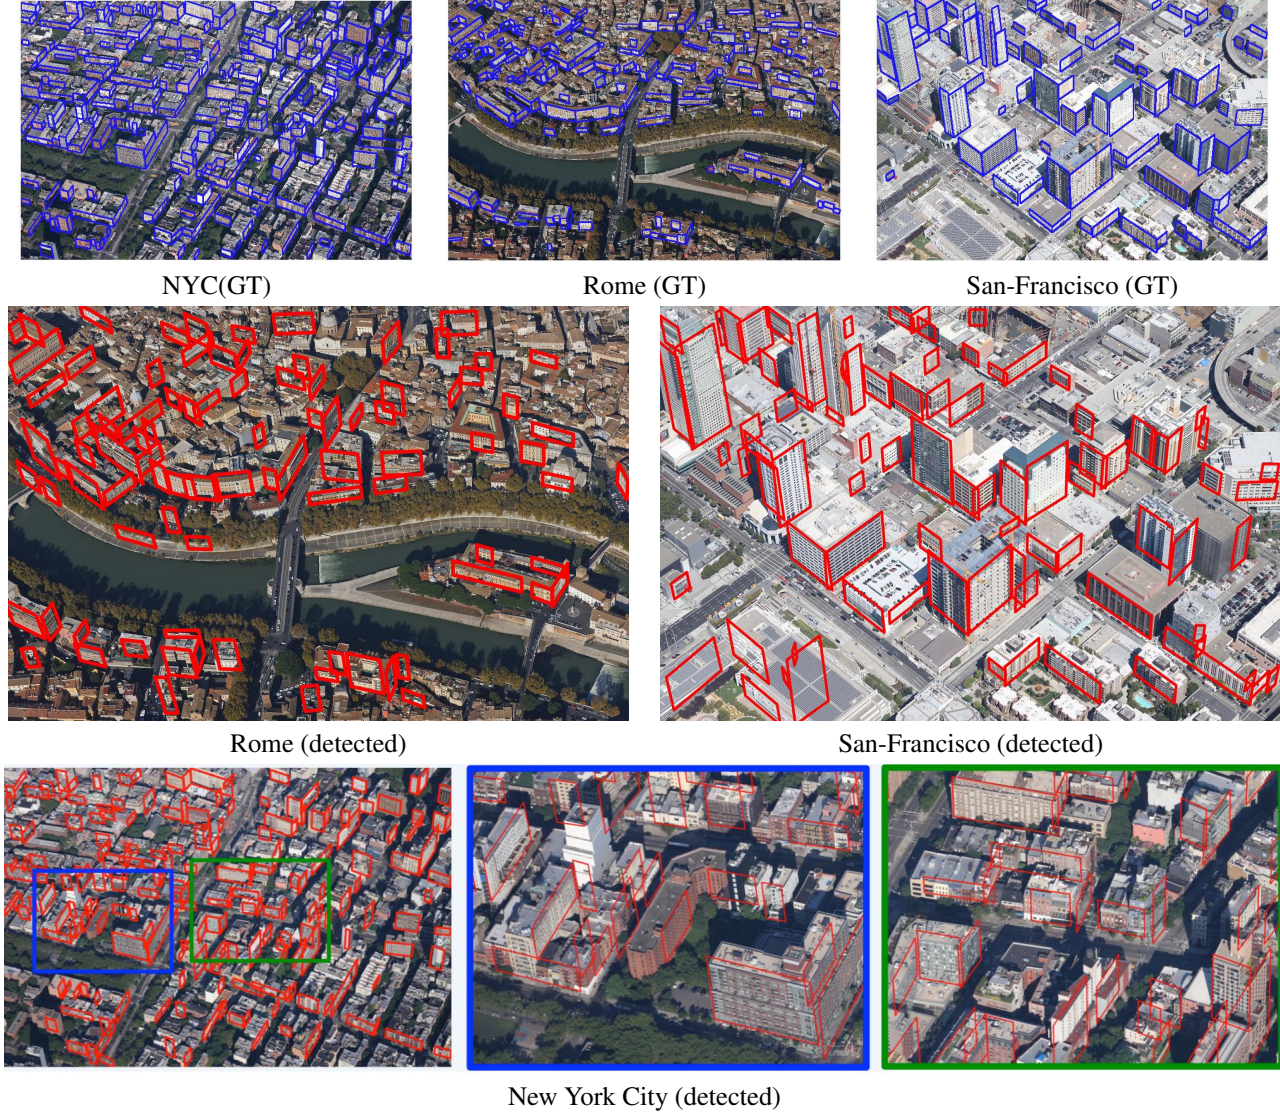 NYC(GT)
Rome (GT)
San-Francisco (GT)
Rome (detected)
San-Francisco (detected)
New York City (detected)